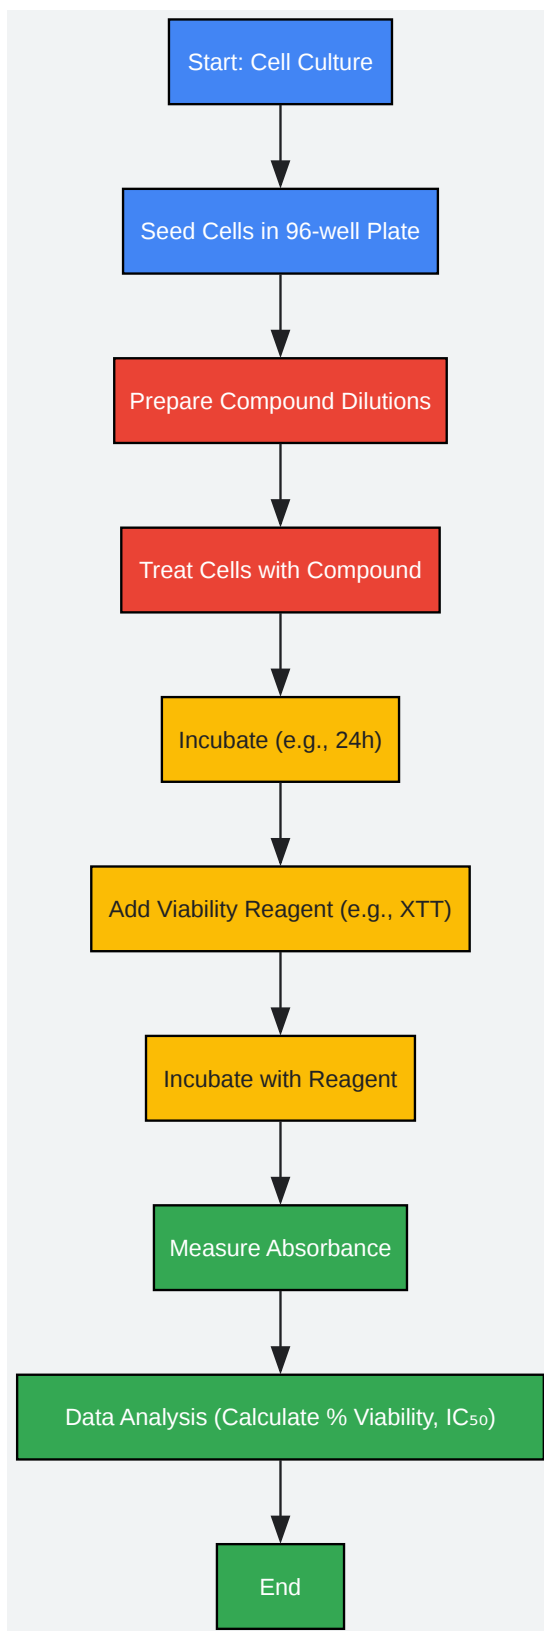 Start: Cell Culture
Seed Cells in 96-well Plate
Prepare Compound Dilutions
Treat Cells with Compound
Incubate (e.g., 24h)
Add Viability Reagent (e.g., XTT)
Incubate with Reagent
Measure Absorbance
Data Analysis (Calculate % Viability, IC₅₀)
End